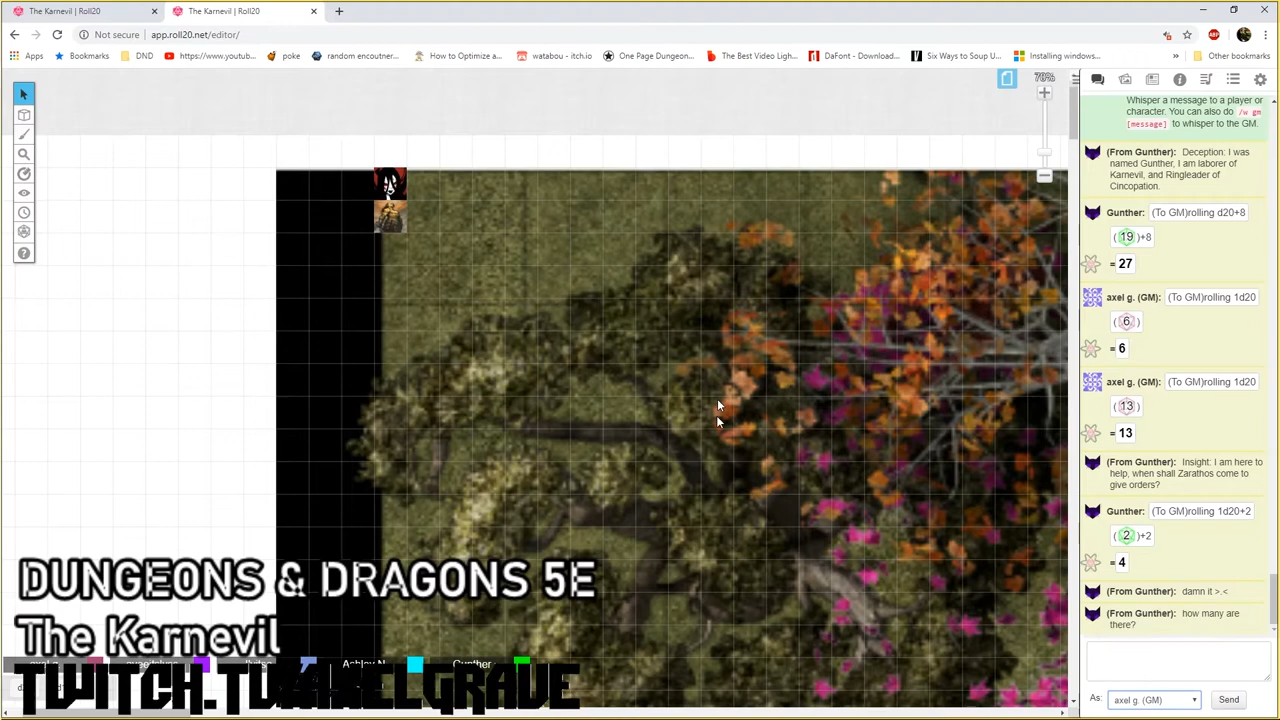 The Karnevil | Roll20
The Karnevil | Roll20
Not secure | app.roll20.net/editor/
Apps Bookmarks DND https://www.youtub... poke random encoutner... How to Optimize a... watabou - itch.io One Page Dungeon... The Best Video Ligh... DaFont - Download... Six Ways to Soup U... Installing windows... » Other bookmarks
70%
Whisper a message to a player or
character. You can also do /w gm
[message] to whisper to the GM.
(From Gunther): Deception: I was
named Gunther, I am laborer of
Karnevil, and Ringleader of
Cincopation.
Gunther: (To GM)rolling d20+8
(19)+8
= 27
axel g. (GM): (To GM)rolling 1d20
(6)
= 6
axel g. (GM): (To GM)rolling 1d20
(13)
= 13
(From Gunther): Insight: I am here to
help, when shall Zarathos come to
give orders?
Gunther: (To GM)rolling 1d20+2
(2)+2
= 4
(From Gunther): damn it >.<
(From Gunther): how many are
there?
As: axel g. (GM) Send
DUNGEONS & DRAGONS 5E
The Karnevil
axel g. Ashley N. Gunther